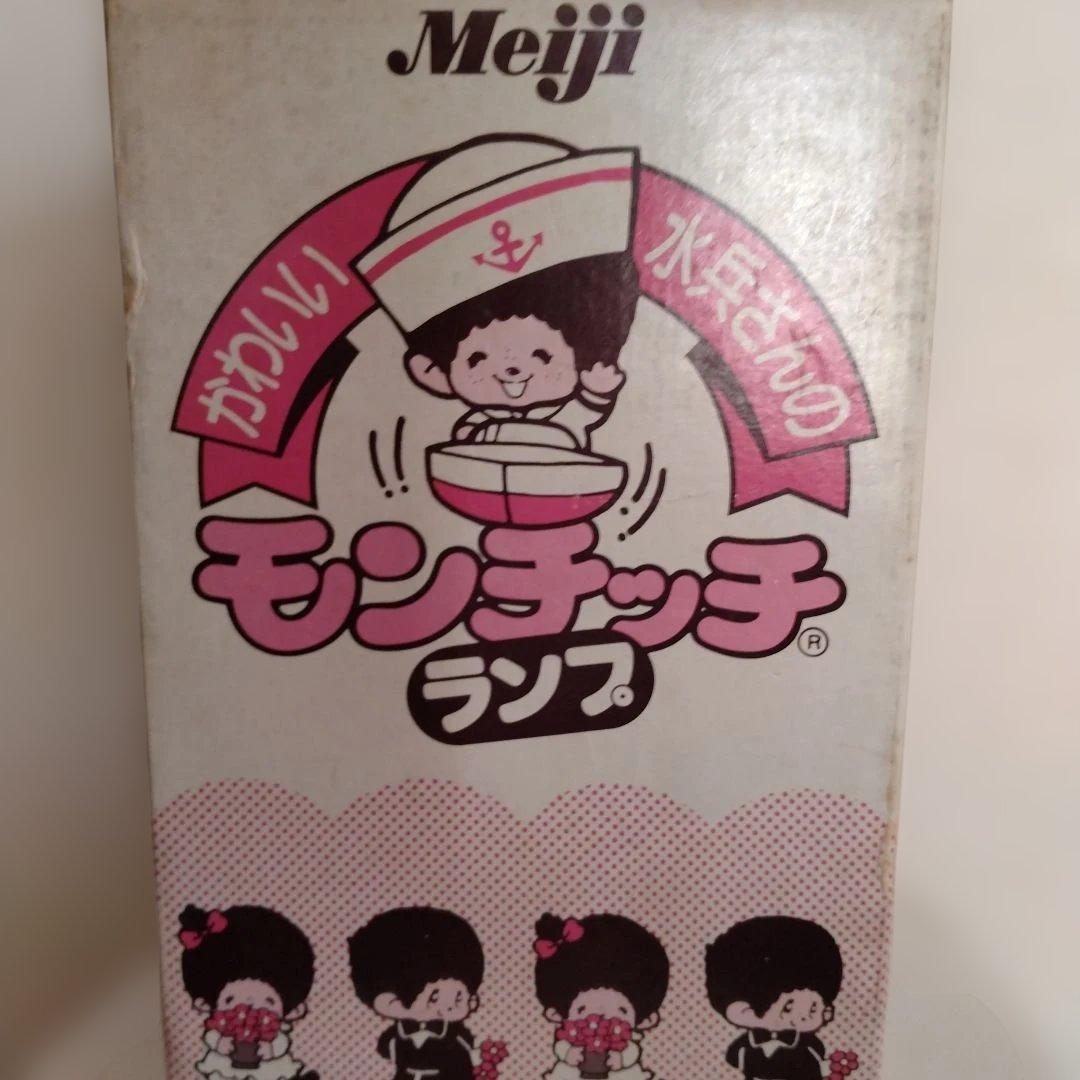 Meiji
かわいい
水兵さんの
モンチッチ®
ランプ